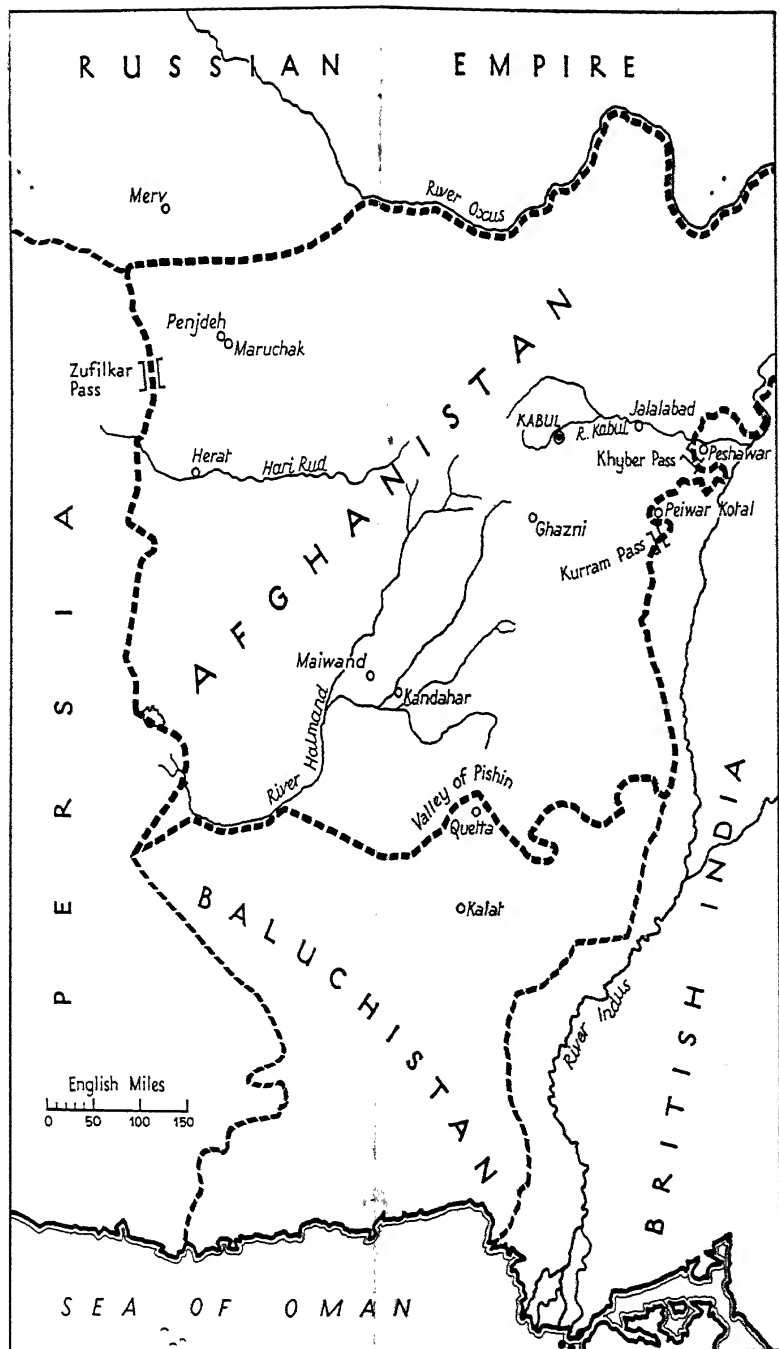 RUSSIAN EMPIRE
Merv
River Oxus
Penjdeh
Maruchak
Zufilkar
Pass
AFGHANISTAN
KABUL
R. Kabul
Jalalabad
Peshawar
Khyber Pass
Herat
Hari Rud
Ghazni
Peiwar Kotal
Kurram Pass
PERSIA
Maiwand
Kandahar
River Halmand
Valley of Pishin
Quetta
Kalat
BALUCHISTAN
River Indus
BRITISH INDIA
English Miles
0 50 100 150
SEA OF OMAN